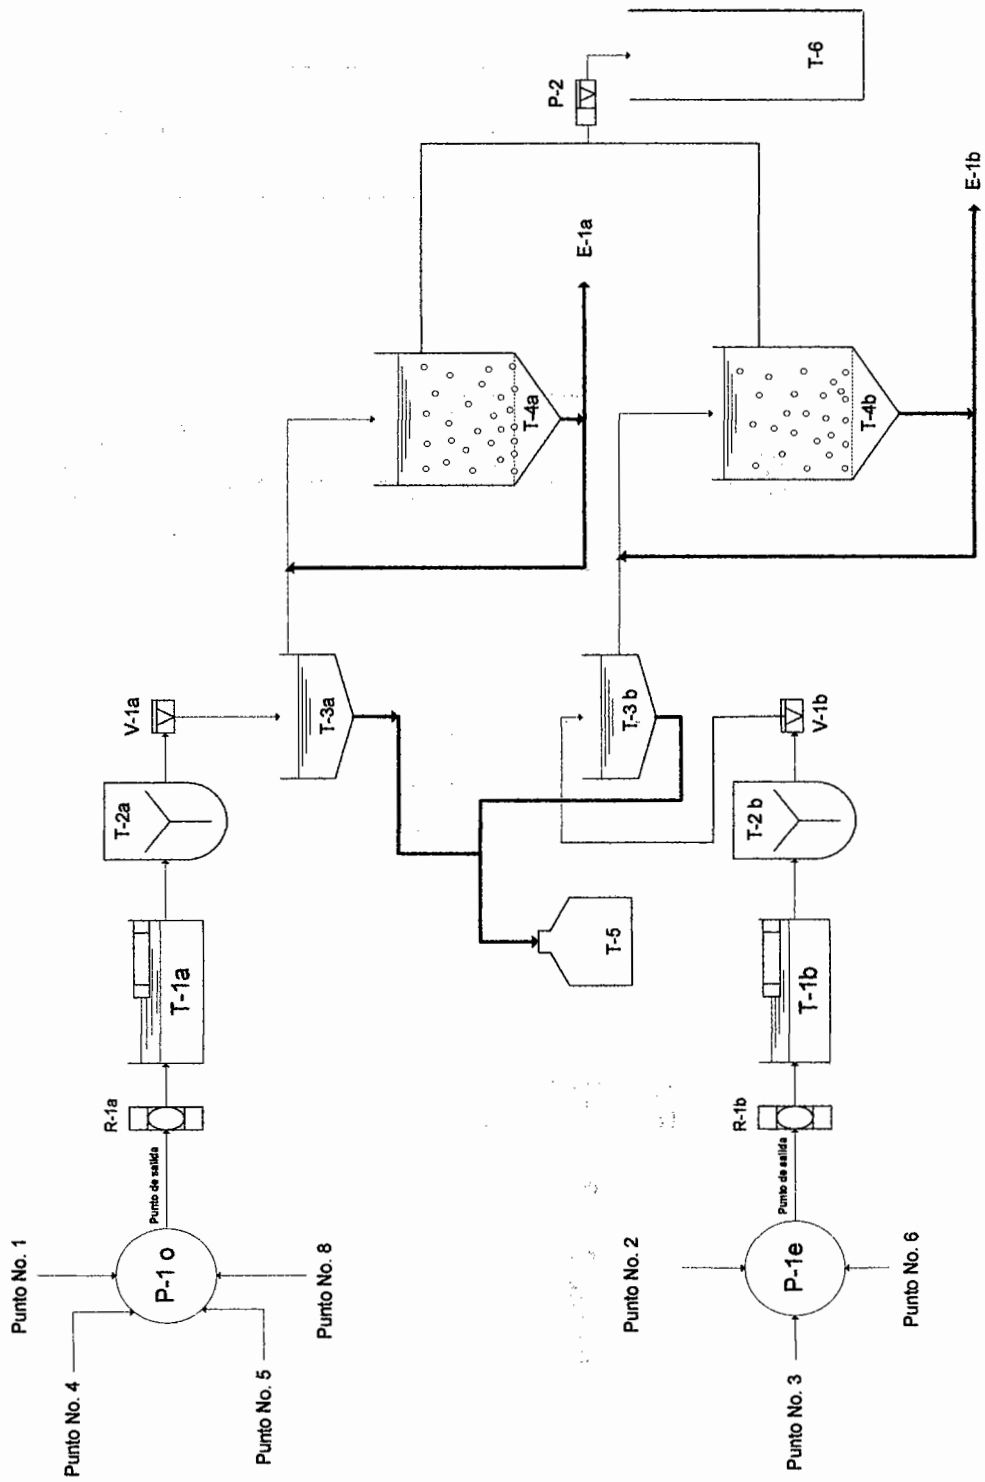 Punto No. 1
Punto No. 4
P-1 o
Punto No. 5
Punto No. 8
Punto de salida
R-1a
T-1a
T-2a
V-1a
T-3a
T-4a
E-1a
P-2
T-6
T-5
Punto No. 2
Punto No. 3
P-1e
Punto No. 6
Punto de salida
R-1b
T-1b
T-2 b
V-1b
T-3 b
T-4b
E-1b